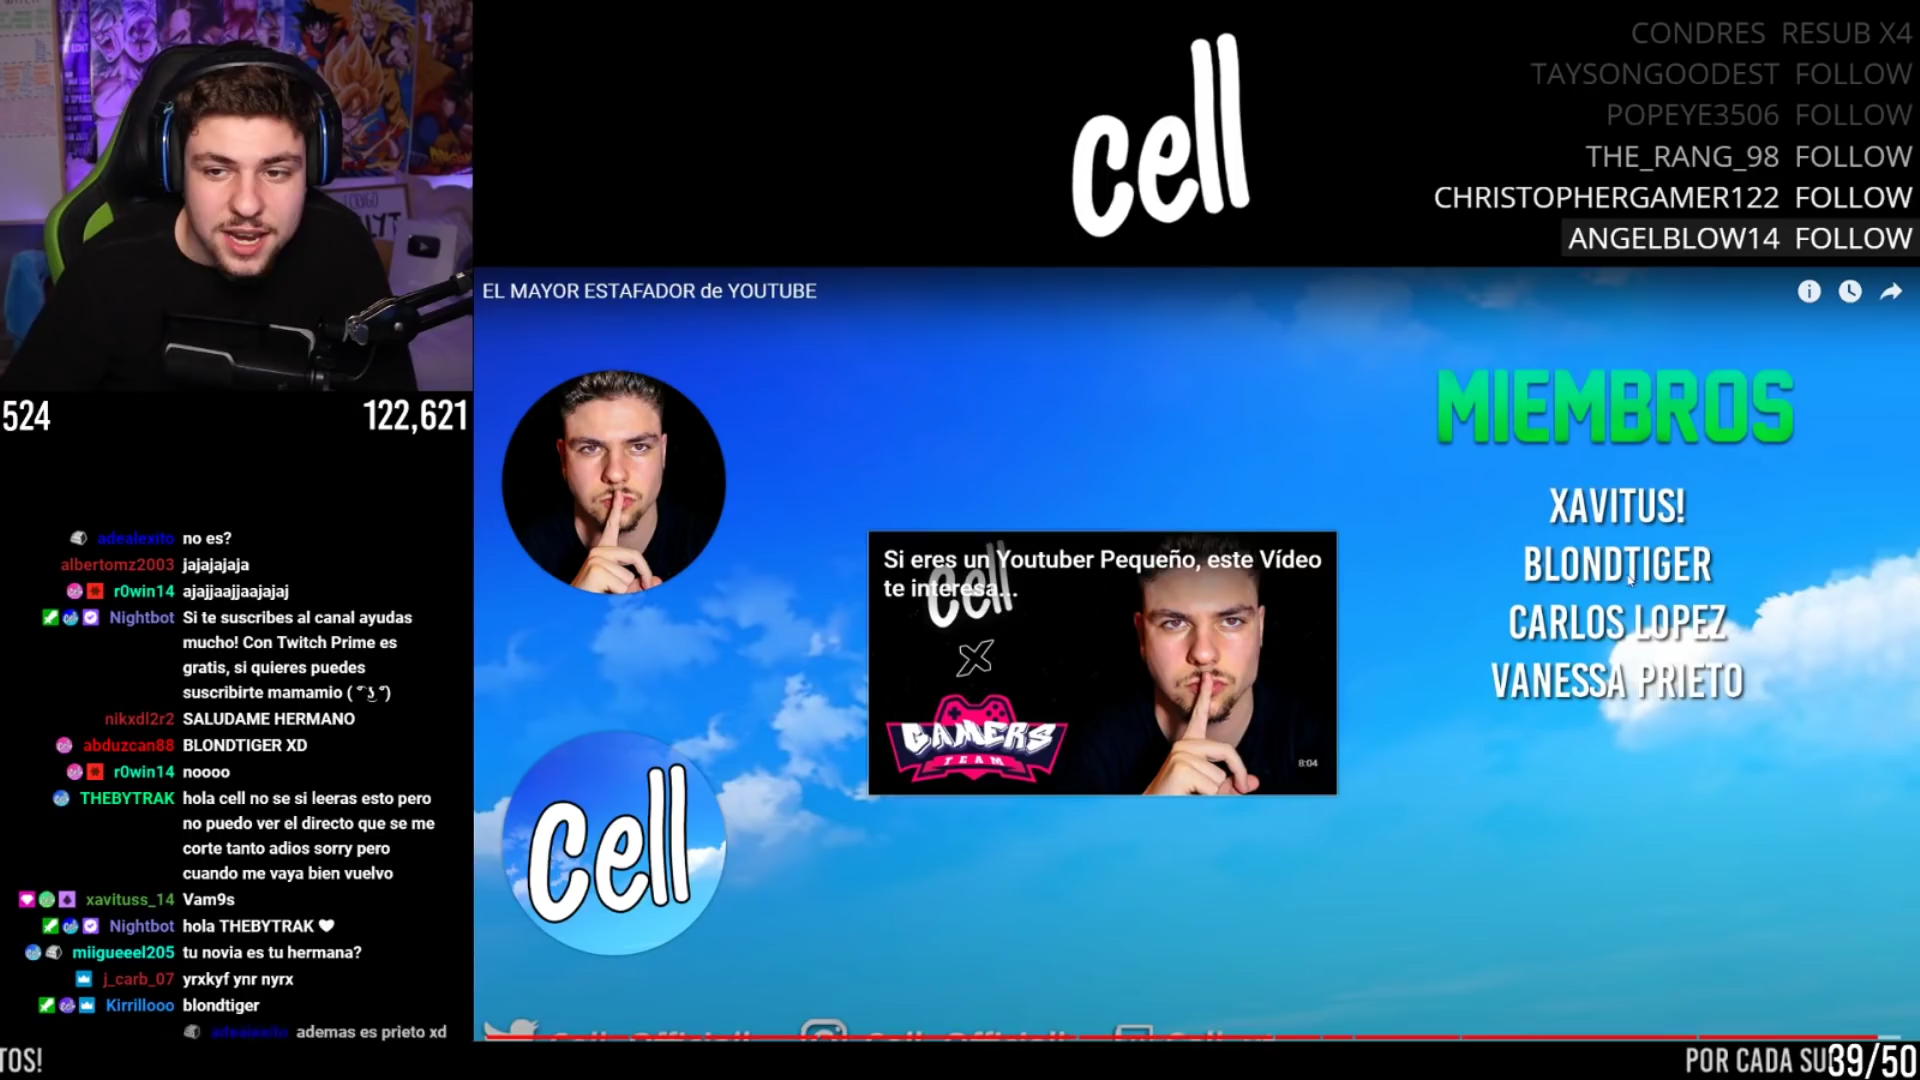 CONDRES RESUB X4
TAYSONGOODEST FOLLOW
POPEYE3506 FOLLOW
THE_RANG_98 FOLLOW
CHRISTOPHERGAMER122 FOLLOW
ANGELBLOW14 FOLLOW
cell
EL MAYOR ESTAFADOR de YOUTUBE
524
122,621
MIEMBROS
XAVITUS!
BLONDTIGER
CARLOS LOPEZ
VANESSA PRIETO
Si eres un Youtuber Pequeño, este Vídeo
te interesa...
cell
X
GAMERS
TEAM
8:04
cell
adealexito no es?
albertomz2003 jajajajaja
r0win14 ajajjaajjaajajaj
Nightbot Si te suscribes al canal ayudas
mucho! Con Twitch Prime es
gratis, si quieres puedes
suscribirte mamamio ( ͡° ͜ʖ ͡°)
nikxdl2r2 SALUDAME HERMANO
abduzcan88 BLONDTIGER XD
r0win14 noooo
THEBYTRAK hola cell no se si leeras esto pero
no puedo ver el directo que se me
corte tanto adios sorry pero
cuando me vaya bien vuelvo
xavituss_14 Vam9s
Nightbot hola THEBYTRAK ❤
miigueeel205 tu novia es tu hermana?
j_carb_07 yrxkyf ynr nyrx
Kirrillooo blondtiger
adealexito ademas es prieto xd
TOS!
POR CADA SU
39/50